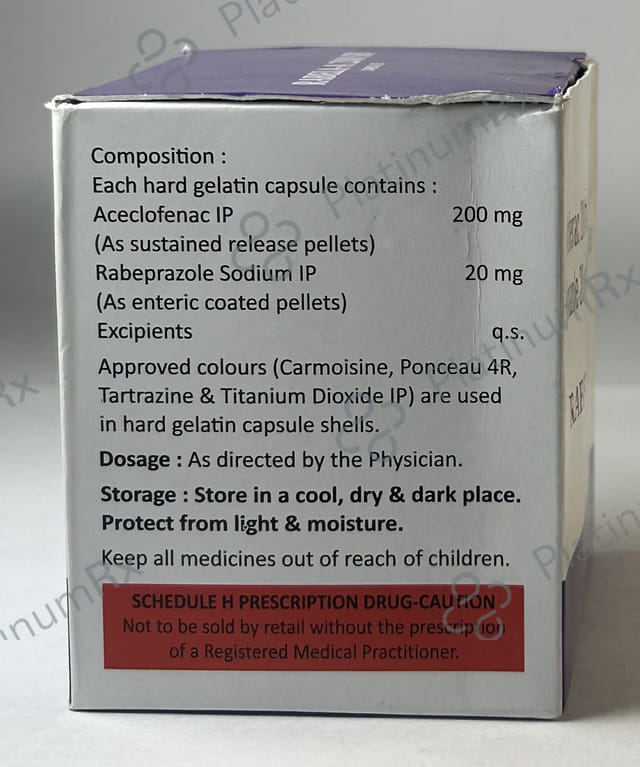 Composition :
Each hard gelatin capsule contains :
Aceclofenac IP 200 mg
(As sustained release pellets)
Rabeprazole Sodium IP 20 mg
(As enteric coated pellets)
Excipients q.s.
Approved colours (Carmoisine, Ponceau 4R,
Tartrazine & Titanium Dioxide IP) are used
in hard gelatin capsule shells.
Dosage : As directed by the Physician.
Storage : Store in a cool, dry & dark place.
Protect from light & moisture.
Keep all medicines out of reach of children.
SCHEDULE H PRESCRIPTION DRUG-CAUTION
Not to be sold by retail without the prescription
of a Registered Medical Practitioner.
PlatinumRx